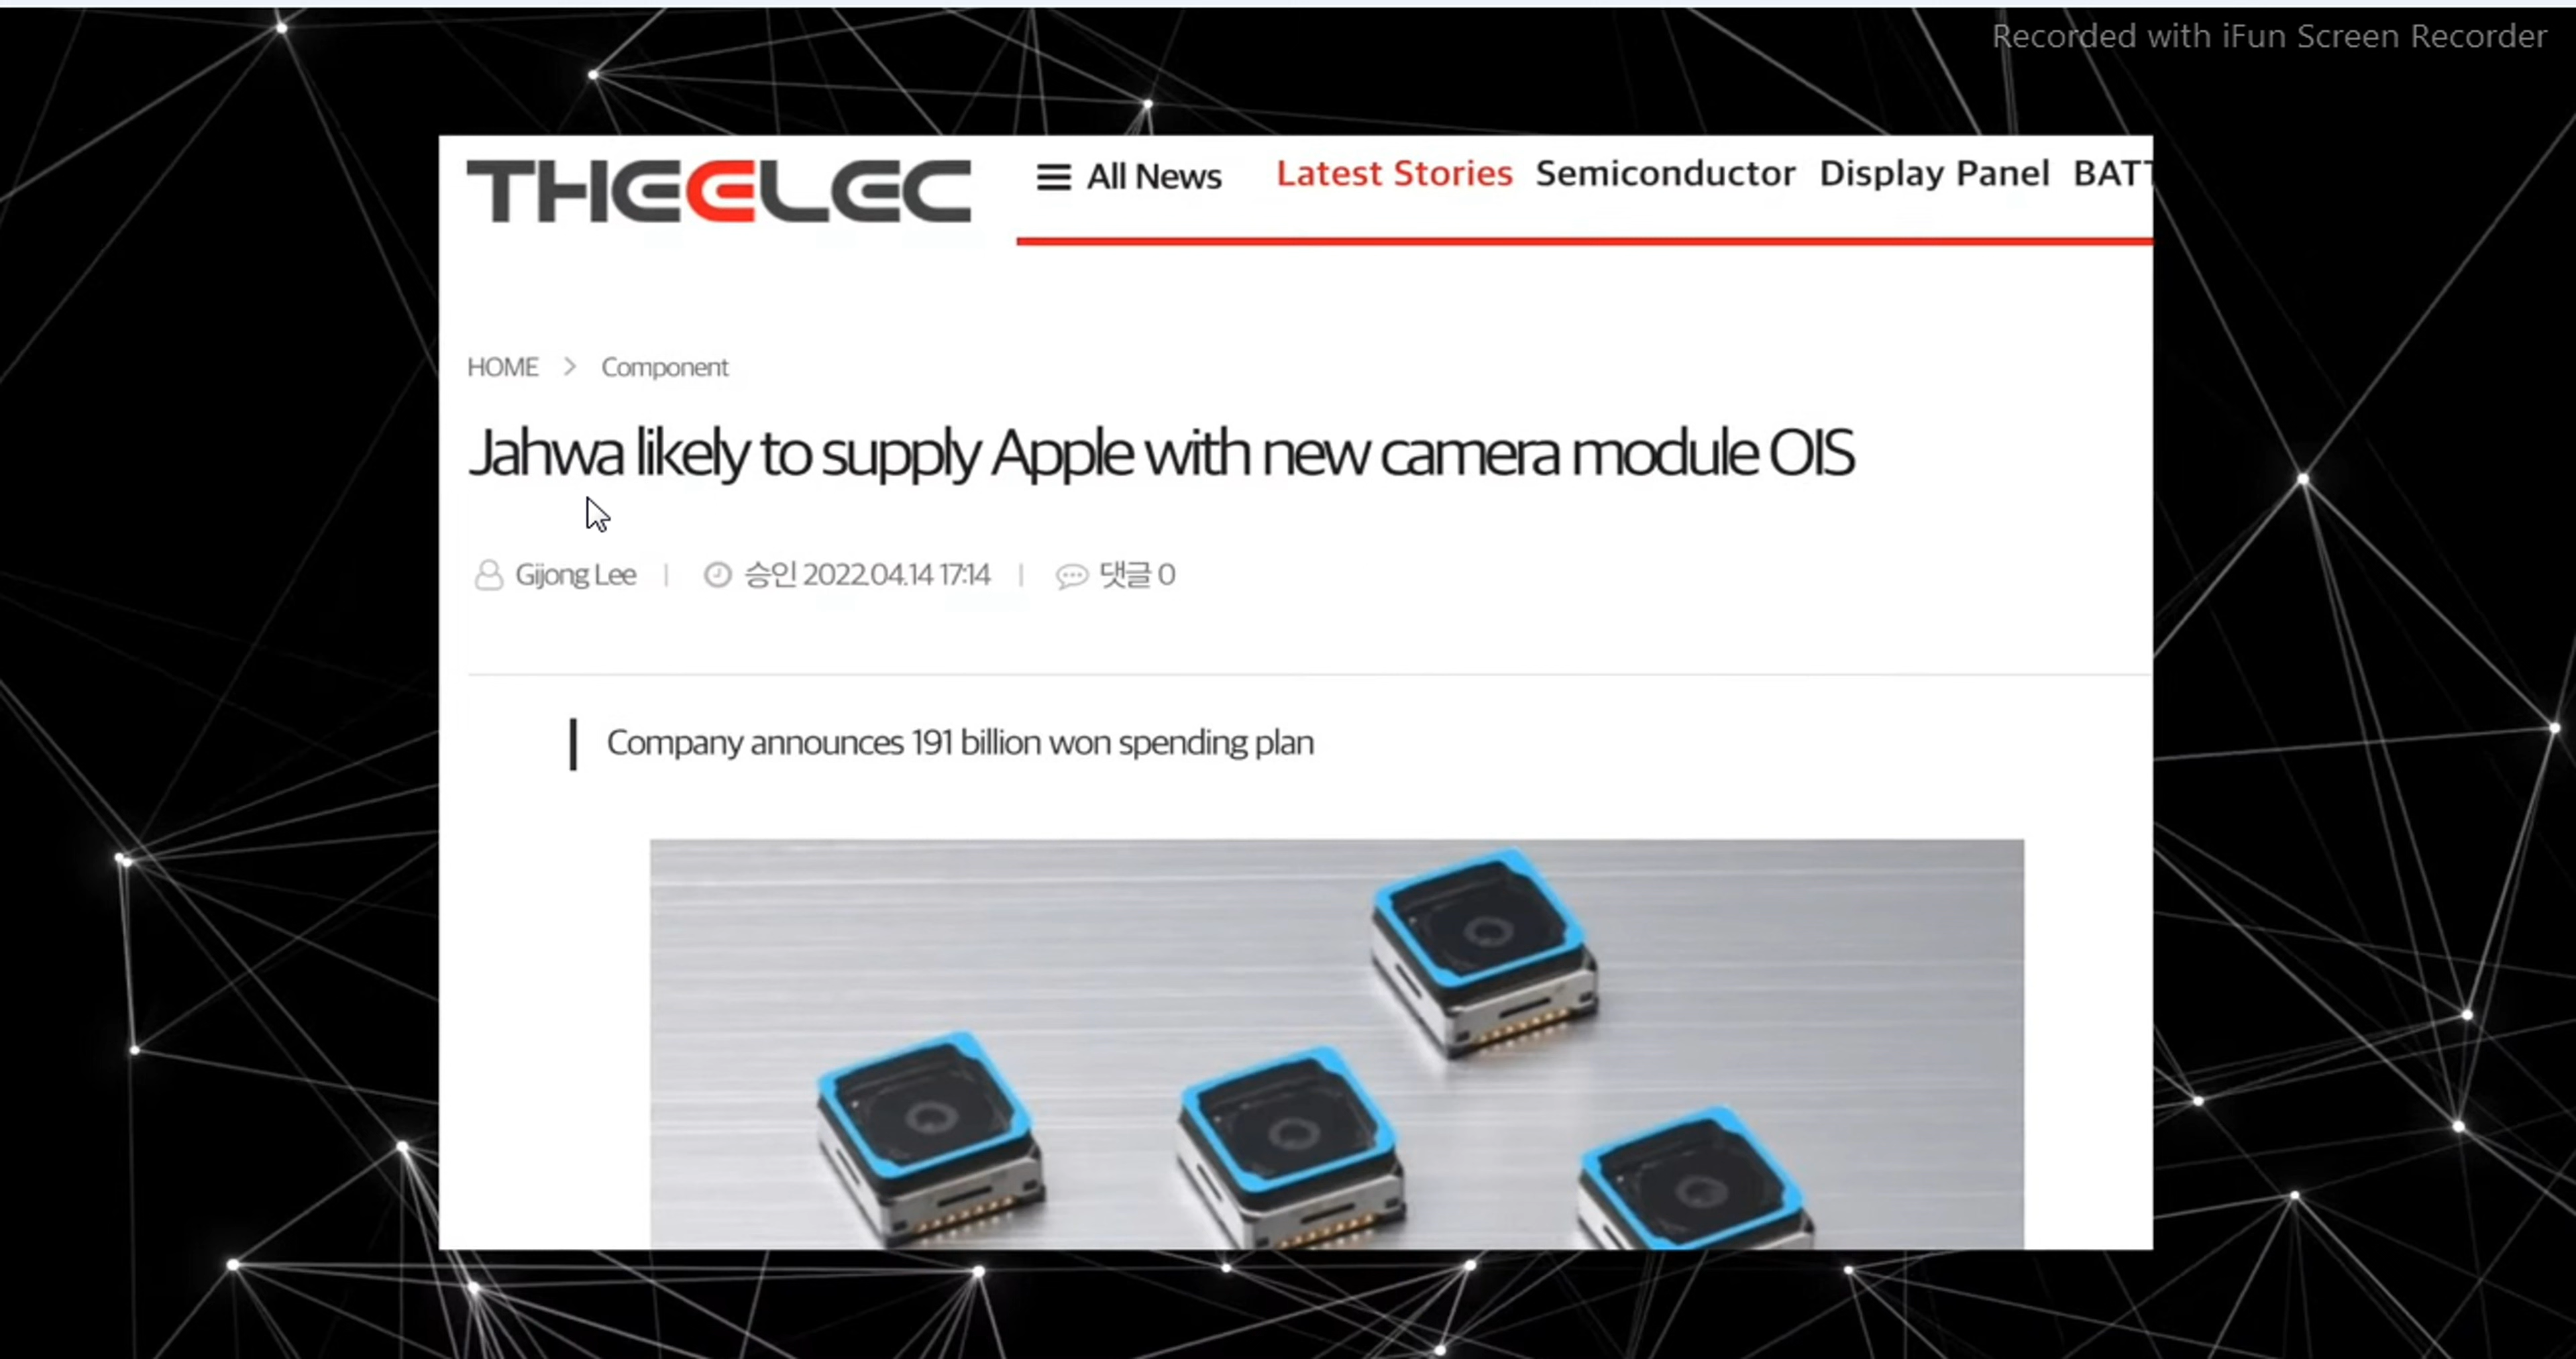 Recorded with iFun Screen Recorder
THEELEC
All News Latest Stories Semiconductor Display Panel BATT
HOME > Component
Jahwa likely to supply Apple with new camera module OIS
Gijong Lee | 승인 2022.04.14 17:14 | 댓글 0
Company announces 191 billion won spending plan